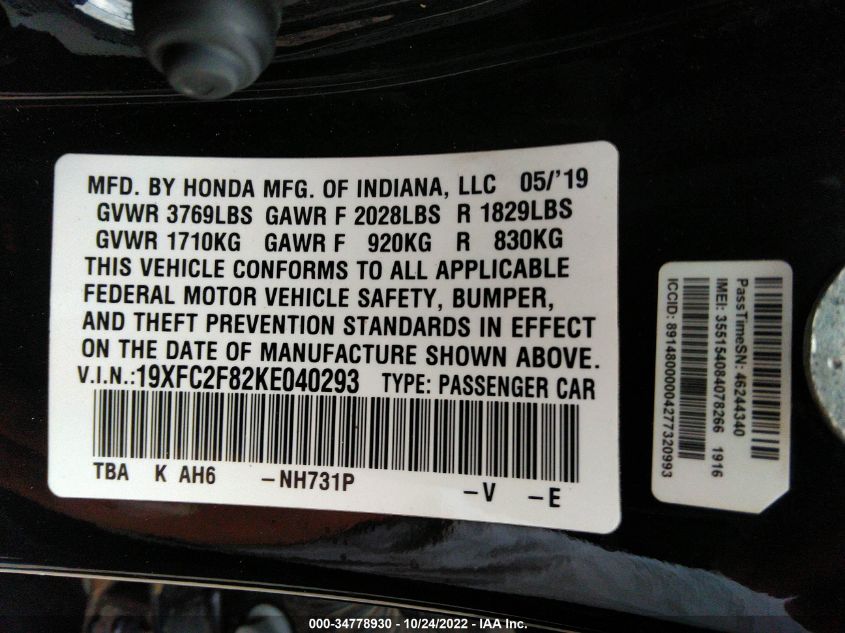 MFD. BY HONDA MFG. OF INDIANA, LLC 05/'19
GVWR 3769LBS GAWR F 2028LBS R 1829LBS
GVWR 1710KG GAWR F 920KG R 830KG
THIS VEHICLE CONFORMS TO ALL APPLICABLE
FEDERAL MOTOR VEHICLE SAFETY, BUMPER,
AND THEFT PREVENTION STANDARDS IN EFFECT
ON THE DATE OF MANUFACTURE SHOWN ABOVE.
V.I.N.:19XFC2F82KE040293 TYPE: PASSENGER CAR
TBA K AH6 -NH731P -V -E
PassTimeSN: 46244340
IMEI: 355154084078266 1916
ICCID: 89148000004277320993
000-34778930 - 10/24/2022 - IAA Inc.